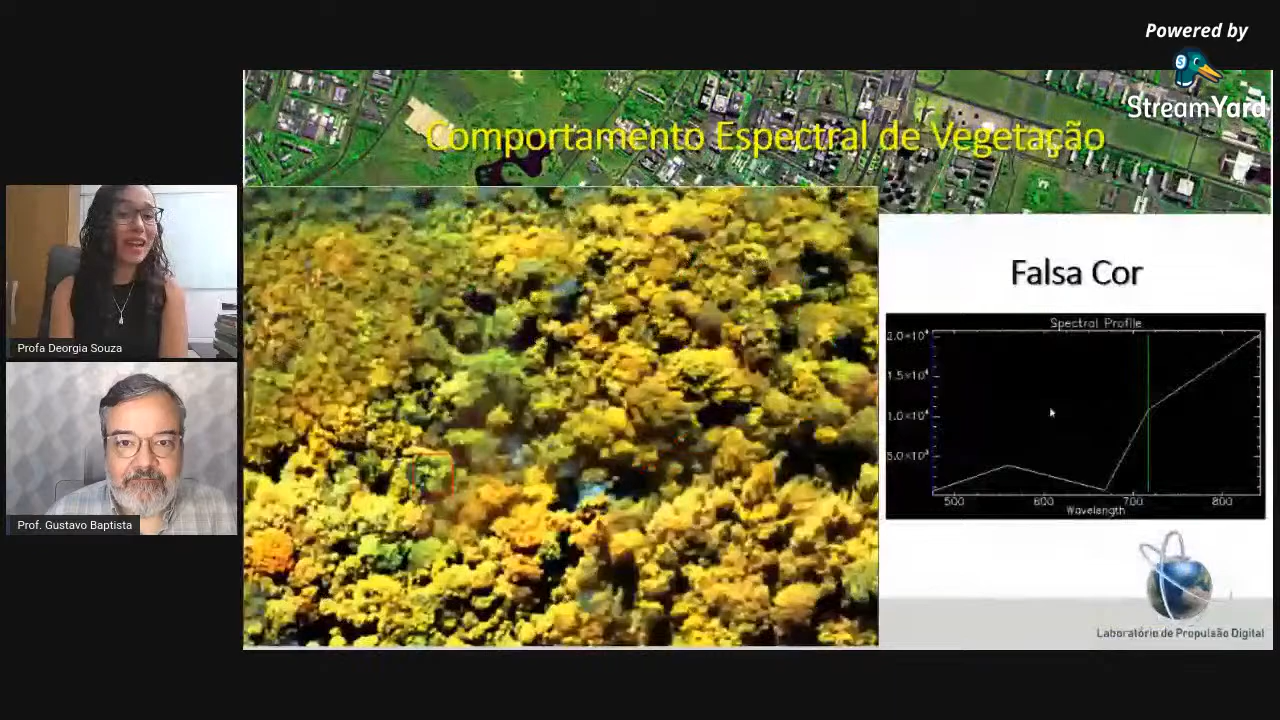 Powered by
StreamYard
Comportamento Espectral de Vegetação
Profa Deorgia Souza
Prof. Gustavo Baptista
Falsa Cor
Spectral Profile
2.0×10⁴
1.5×10⁴
1.0×10⁴
5.0×10³
500 600 700 800
Wavelength
Laboratório de Propulsão Digital